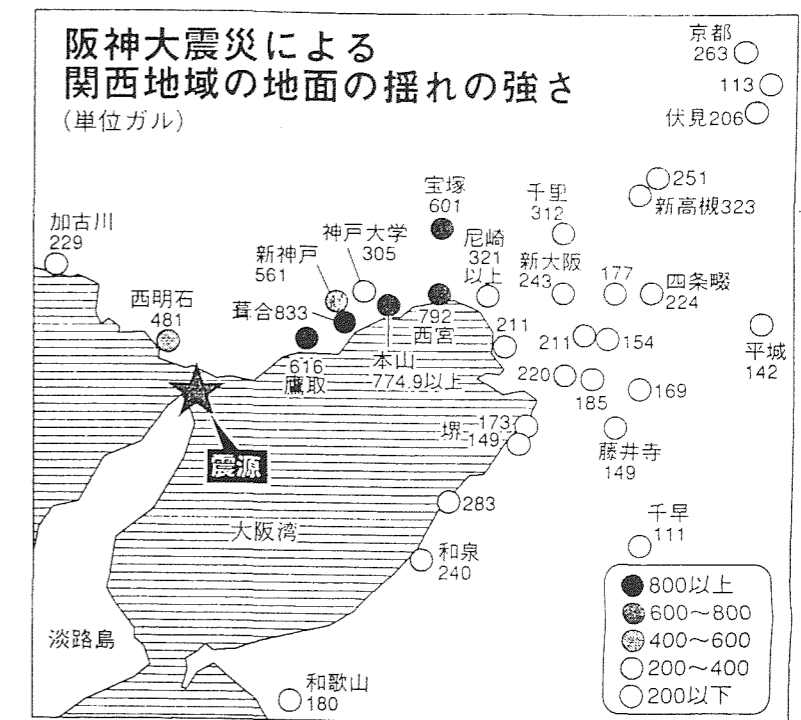 阪神大震災による
関西地域の地面の揺れの強さ
(単位ガル)
京都
263
113
伏見206
251
新高槻323
宝塚
601
千里
312
尼崎
321
以上
新大阪
243
177
四条畷
224
加古川
229
神戸大学
305
新神戸
561
西明石
481
葺合833
792
西宮
本山
774.9以上
616
鷹取
211
211
154
平城
142
220
185
169
堺
173
149
藤井寺
149
震源
大阪湾
283
和泉
240
千早
111
淡路島
和歌山
180
800以上
600〜800
400〜600
200〜400
200以下